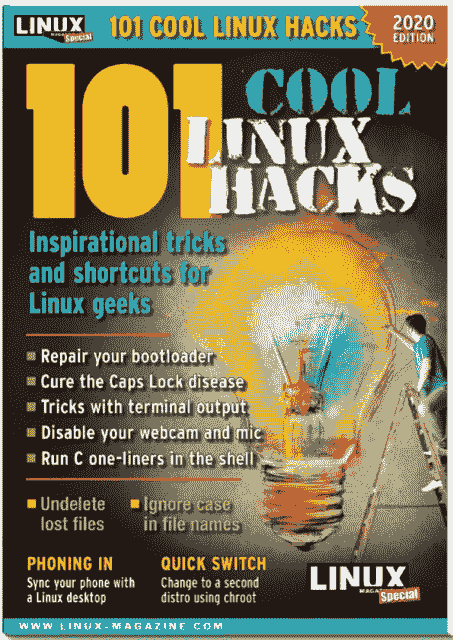 LINUX
MAGAZINE
Special
101 COOL LINUX HACKS
2020
EDITION
101 COOL
LINUX
HACKS
Inspirational tricks
and shortcuts for
Linux geeks
Repair your bootloader
Cure the Caps Lock disease
Tricks with terminal output
Disable your webcam and mic
Run C one-liners in the shell
Undelete
lost files
Ignore case
in file names
PHONING IN
Sync your phone with
a Linux desktop
QUICK SWITCH
Change to a second
distro using chroot
LINUX
Special
WWW.LINUX-MAGAZINE.COM